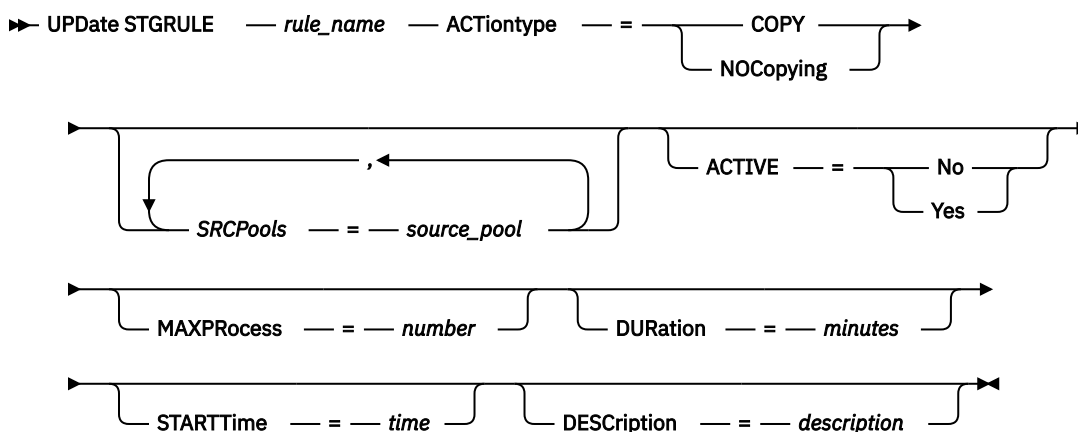 UPDate STGRULE rule_name ACTiontype = COPY
NOCopying
,
ACTIVE = No
Yes
SRCPools = source_pool
MAXPRocess = number DURation = minutes
STARTTime = time DESCription = description